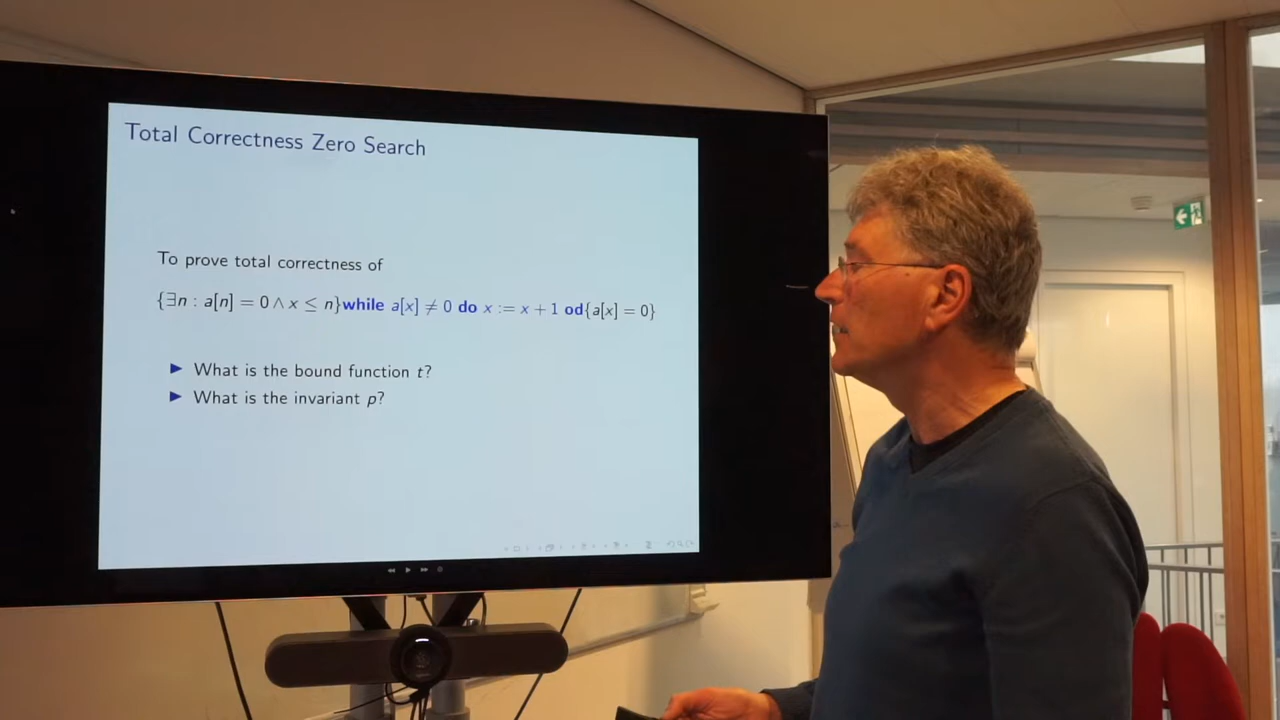 Total Correctness Zero Search
To prove total correctness of
{∃n : a[n] = 0 ∧ x ≤ n}while a[x] ≠ 0 do x := x + 1 od{a[x] = 0}
▶ What is the bound function t?
▶ What is the invariant p?